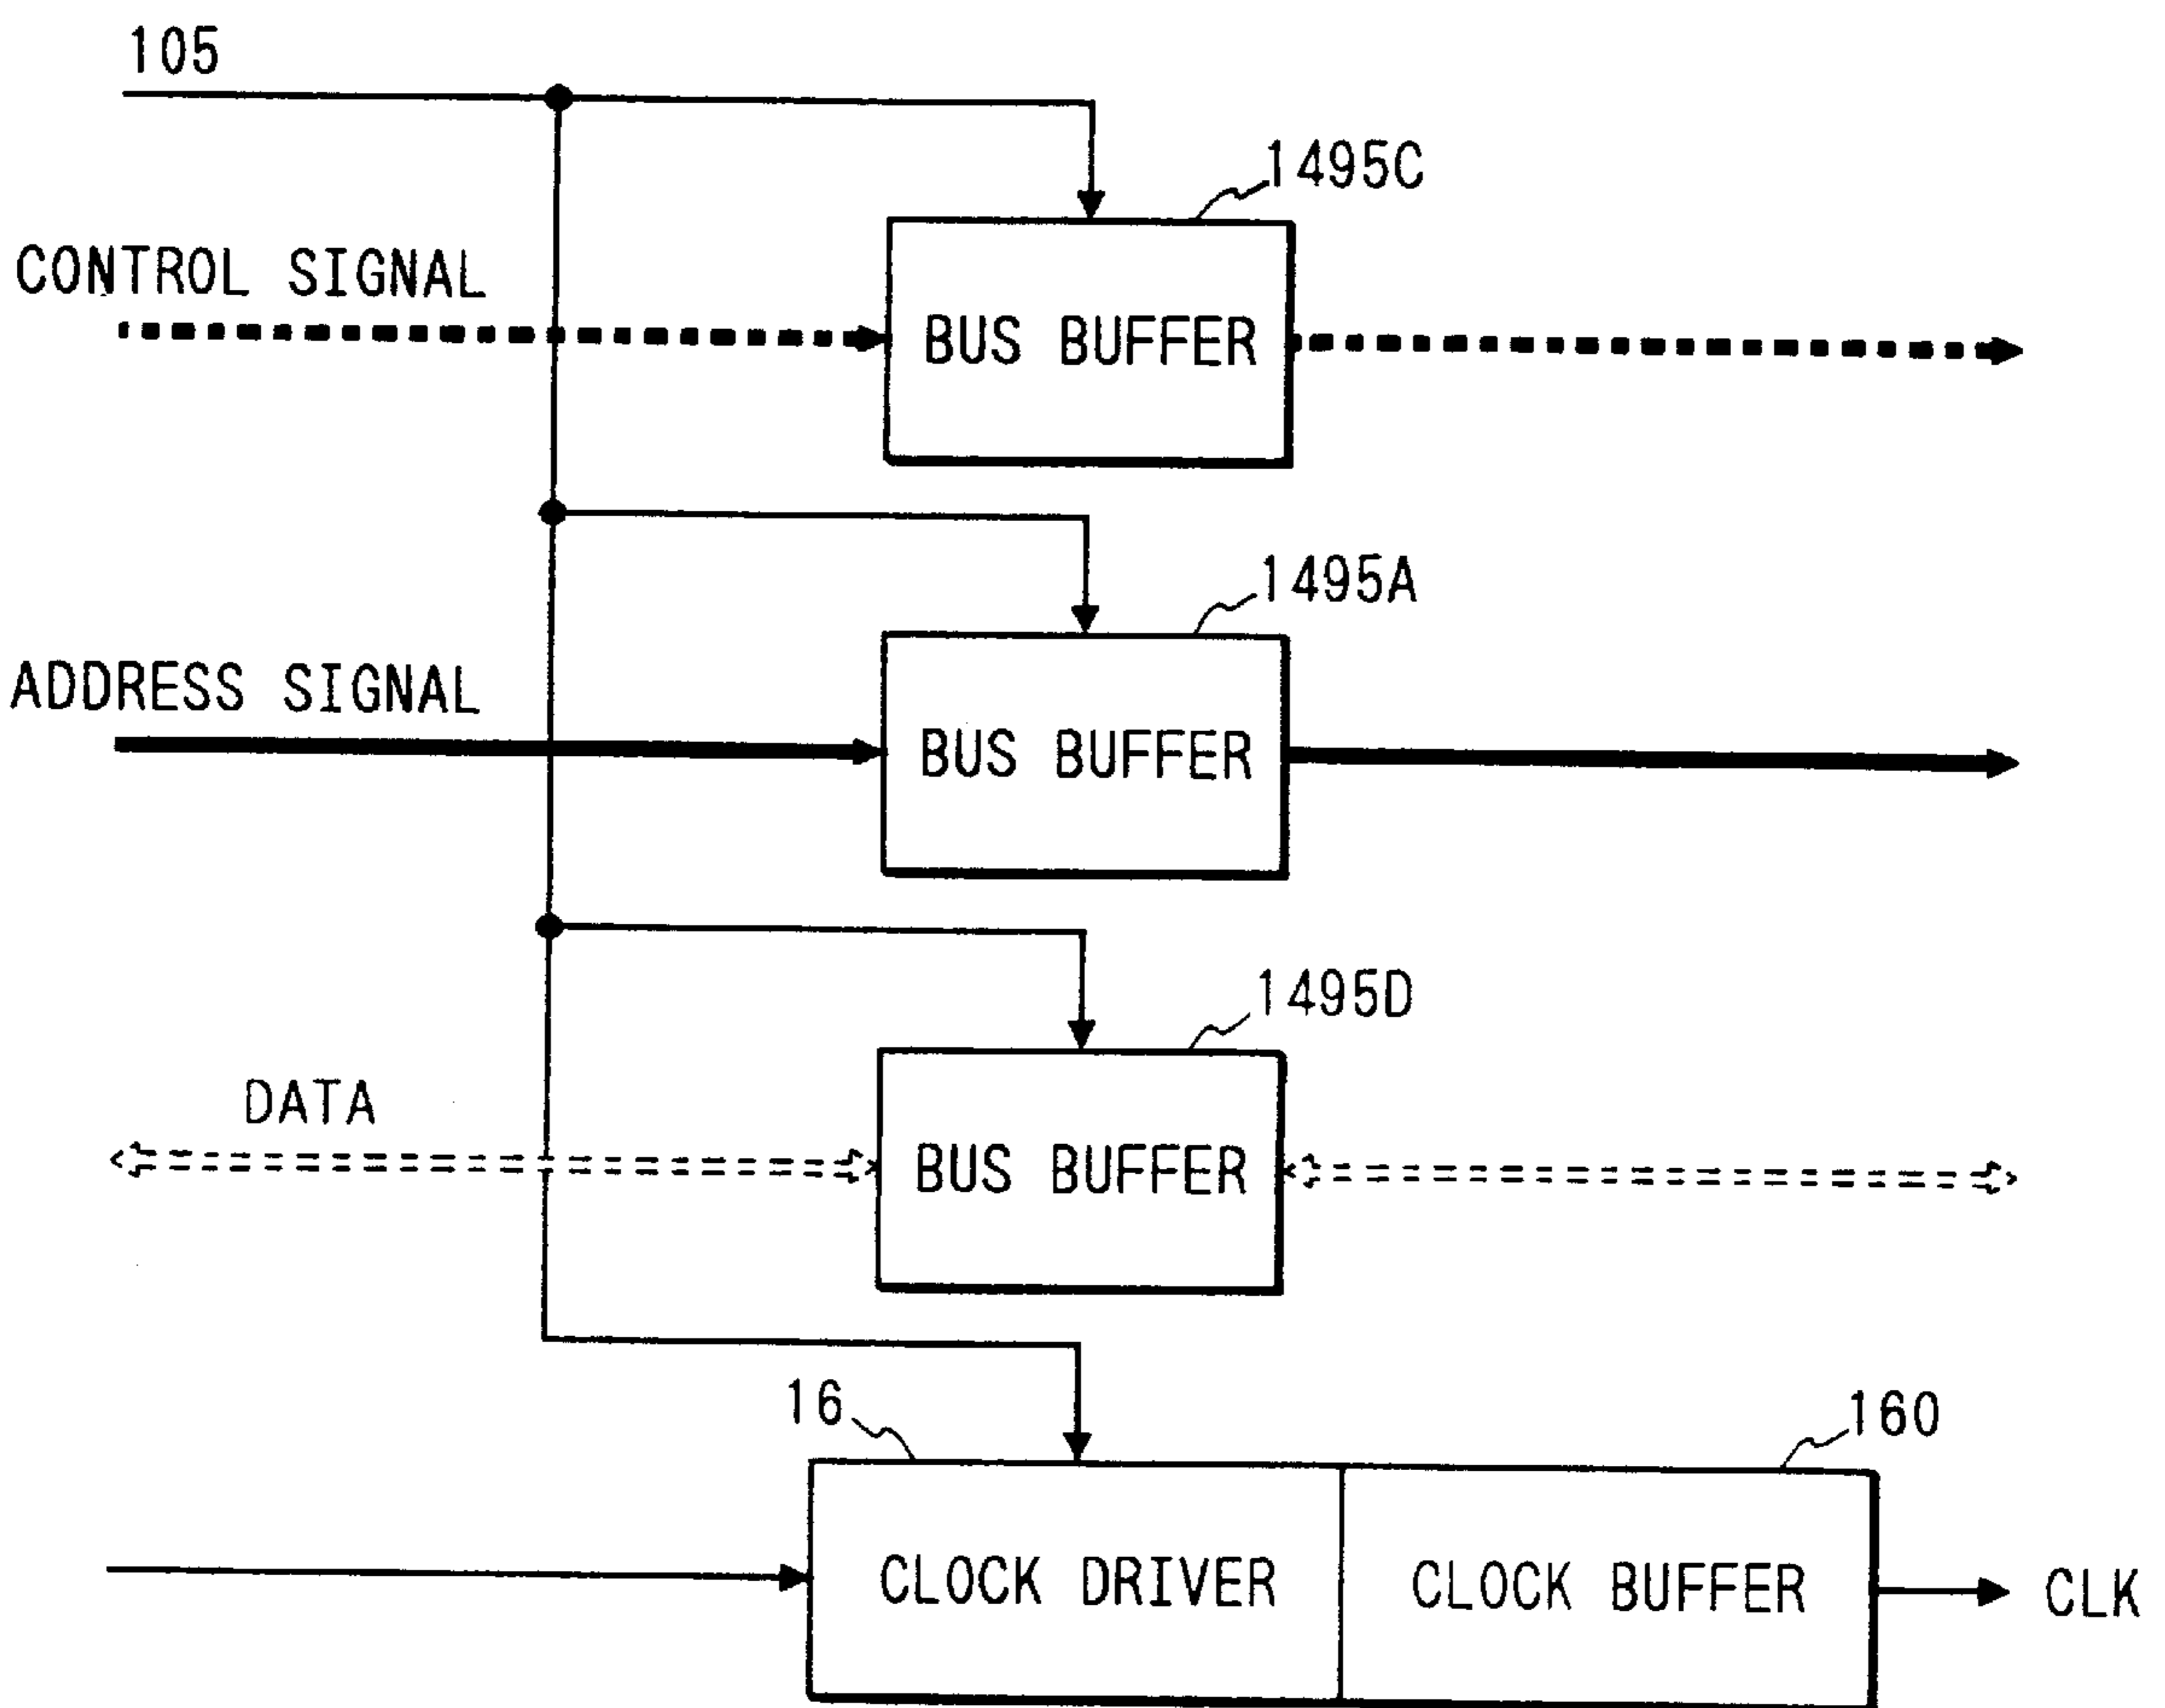 105
1495C
CONTROL SIGNAL
BUS BUFFER
1495A
ADDRESS SIGNAL
BUS BUFFER
1495D
DATA
BUS BUFFER
16
160
CLOCK DRIVER
CLOCK BUFFER
CLK